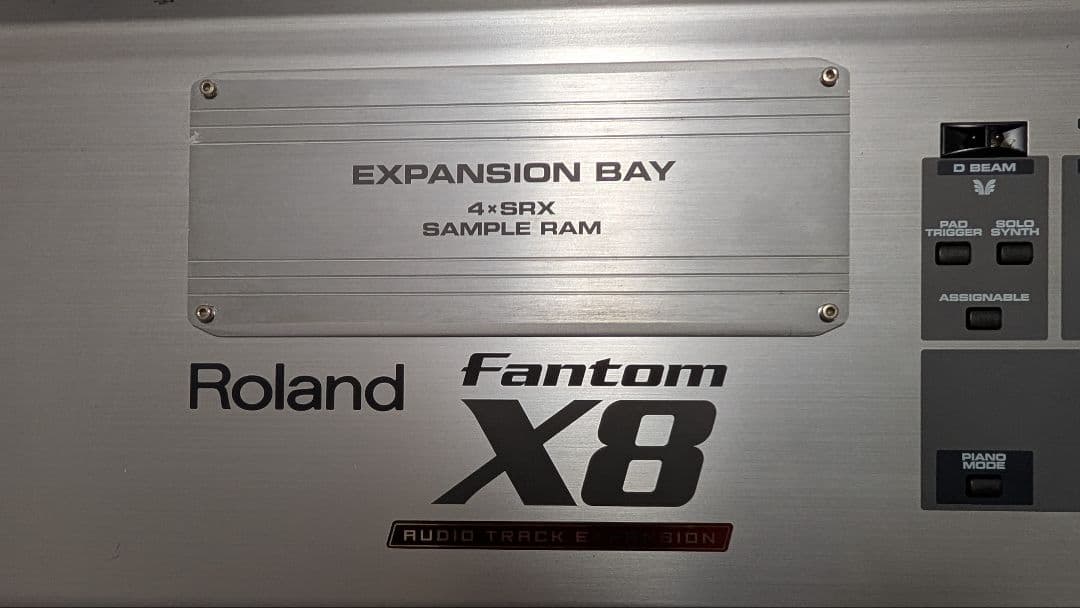 EXPANSION BAY
4×SRX
SAMPLE RAM
D BEAM
PAD TRIGGER
SOLO SYNTH
ASSIGNABLE
Roland
Fantom
X8
PIANO
MODE
AUDIO TRACK EXPANSION